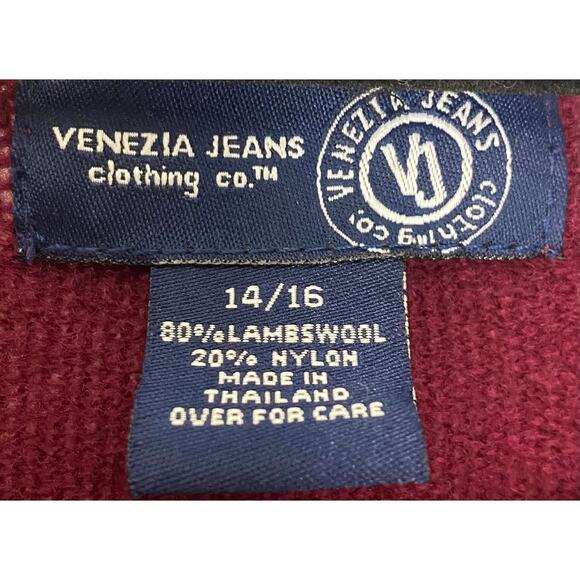 VENEZIA JEANS
clothing co.™
VENEZIA JEANS
clothing co.
VJ
14/16
80% LAMBSWOOL
20% NYLON
MADE IN
THAILAND
OVER FOR CARE